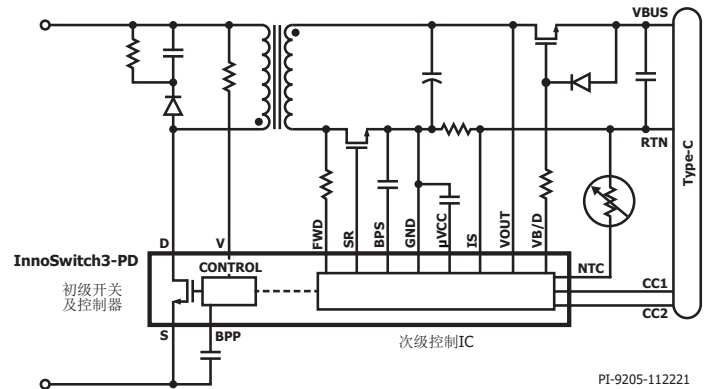 VBUS
RTN
Type-C
FWD
SR
BPS
GND
µVCC
IS
VOUT
VB/D
D
V
InnoSwitch3-PD
CONTROL
NTC
初级开关
及控制器
CC1
CC2
S
BPP
次级控制IC
PI-9205-112221